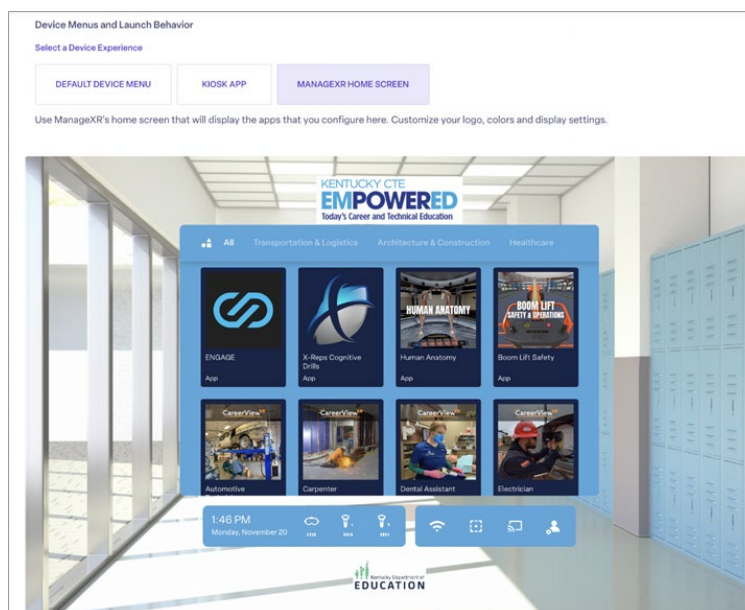 Device Menus and Launch Behavior
Select a Device Experience
DEFAULT DEVICE MENU
KIOSK APP
MANAGEXR HOME SCREEN
Use ManageXR's home screen that will display the apps that you configure here. Customize your logo, colors and display settings.
KENTUCKY CTE
EMPOWERED
Today's Career and Technical Education
All Transportation & Logistics Architecture & Construction Healthcare
HUMAN ANATOMY
BOOM LIFT
SAFETY & OPERATIONS
ENGAGE
X-Reps Cognitive
Drills
Human Anatomy
Boom Lift Safety
App
App
App
App
CareerView
CareerView
CareerView
CareerView
Automotive
Carpenter
Dental Assistant
Electrician
1:46 PM
Monday, November 20
Kentucky Department of
EDUCATION